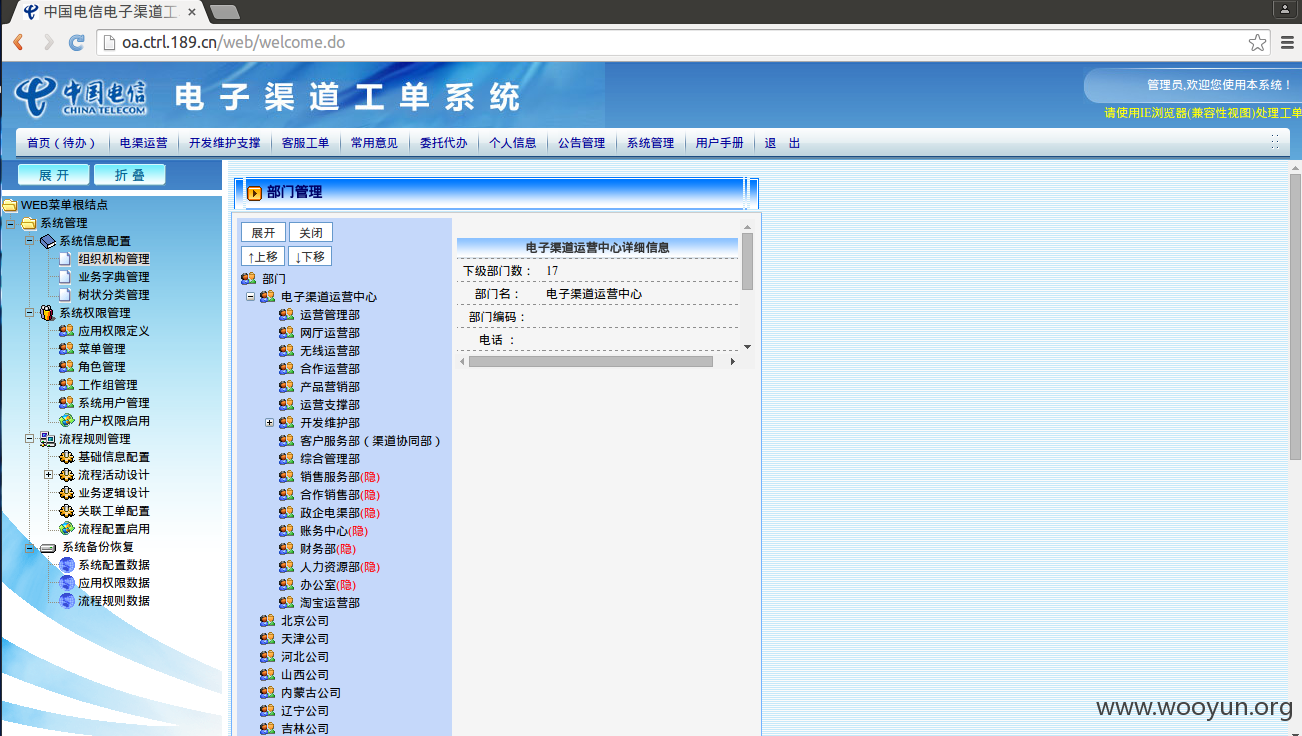 中国电信电子渠道工
oa.ctrl.189.cn/web/welcome.do
中国电信
CHINA TELECOM
电子渠道工单系统
管理员,欢迎您使用本系统！
请使用IE浏览器(兼容性视图)处理工单
首页（待办） 电渠运营 开发维护支撑 客服工单 常用意见 委托代办 个人信息 公告管理 系统管理 用户手册 退 出
展 开 折 叠
WEB菜单根结点
系统管理
系统信息配置
组织机构管理
业务字典管理
树状分类管理
系统权限管理
应用权限定义
菜单管理
角色管理
工作组管理
系统用户管理
用户权限启用
流程规则管理
基础信息配置
流程活动设计
业务逻辑设计
关联工单配置
流程配置启用
系统备份恢复
系统配置数据
应用权限数据
流程规则数据
部门管理
展开 关闭
↑上移 ↓下移
部门
电子渠道运营中心
运营管理部
网厅运营部
无线运营部
合作运营部
产品营销部
运营支撑部
开发维护部
客户服务部（渠道协同部）
综合管理部
销售服务部(隐)
合作销售部(隐)
政企电渠部(隐)
账务中心(隐)
财务部(隐)
人力资源部(隐)
办公室(隐)
淘宝运营部
北京公司
天津公司
河北公司
山西公司
内蒙古公司
辽宁公司
吉林公司
电子渠道运营中心详细信息
下级部门数： 17
部门名： 电子渠道运营中心
部门编码：
电话 ：
www.wooyun.org